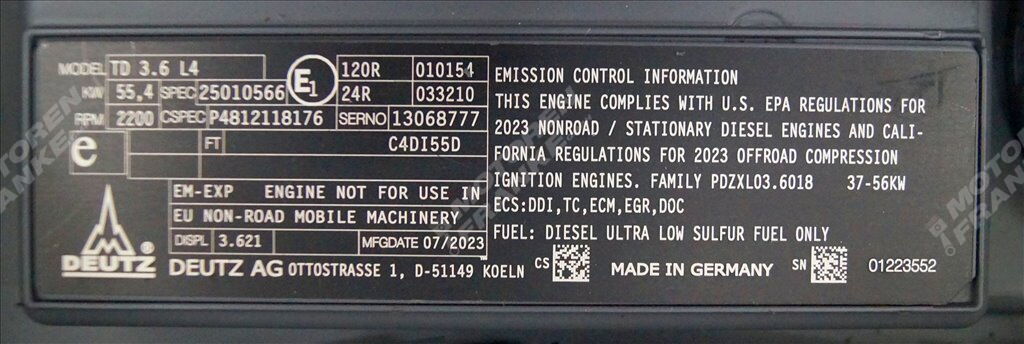 MODEL TD 3.6 L4
KW 55,4 SPEC 25010566
RPM 2200 CSPEC P4812118176
E1
120R 010154
24R 033210
SERNO 13068777
e FT C4DI55D
EM-EXP ENGINE NOT FOR USE IN
EU NON-ROAD MOBILE MACHINERY
DISPL 3.621 MFGDATE 07/2023
DEUTZ®
DEUTZ AG OTTOSTRASSE 1, D-51149 KOELN
EMISSION CONTROL INFORMATION
THIS ENGINE COMPLIES WITH U.S. EPA REGULATIONS FOR
2023 NONROAD / STATIONARY DIESEL ENGINES AND CALI-
FORNIA REGULATIONS FOR 2023 OFFROAD COMPRESSION
IGNITION ENGINES. FAMILY PDZXL03.6018 37-56KW
ECS:DDI,TC,ECM,EGR,DOC
FUEL: DIESEL ULTRA LOW SULFUR FUEL ONLY
CS MADE IN GERMANY SN 01223552
MOTOREN
FRANKEN.DE